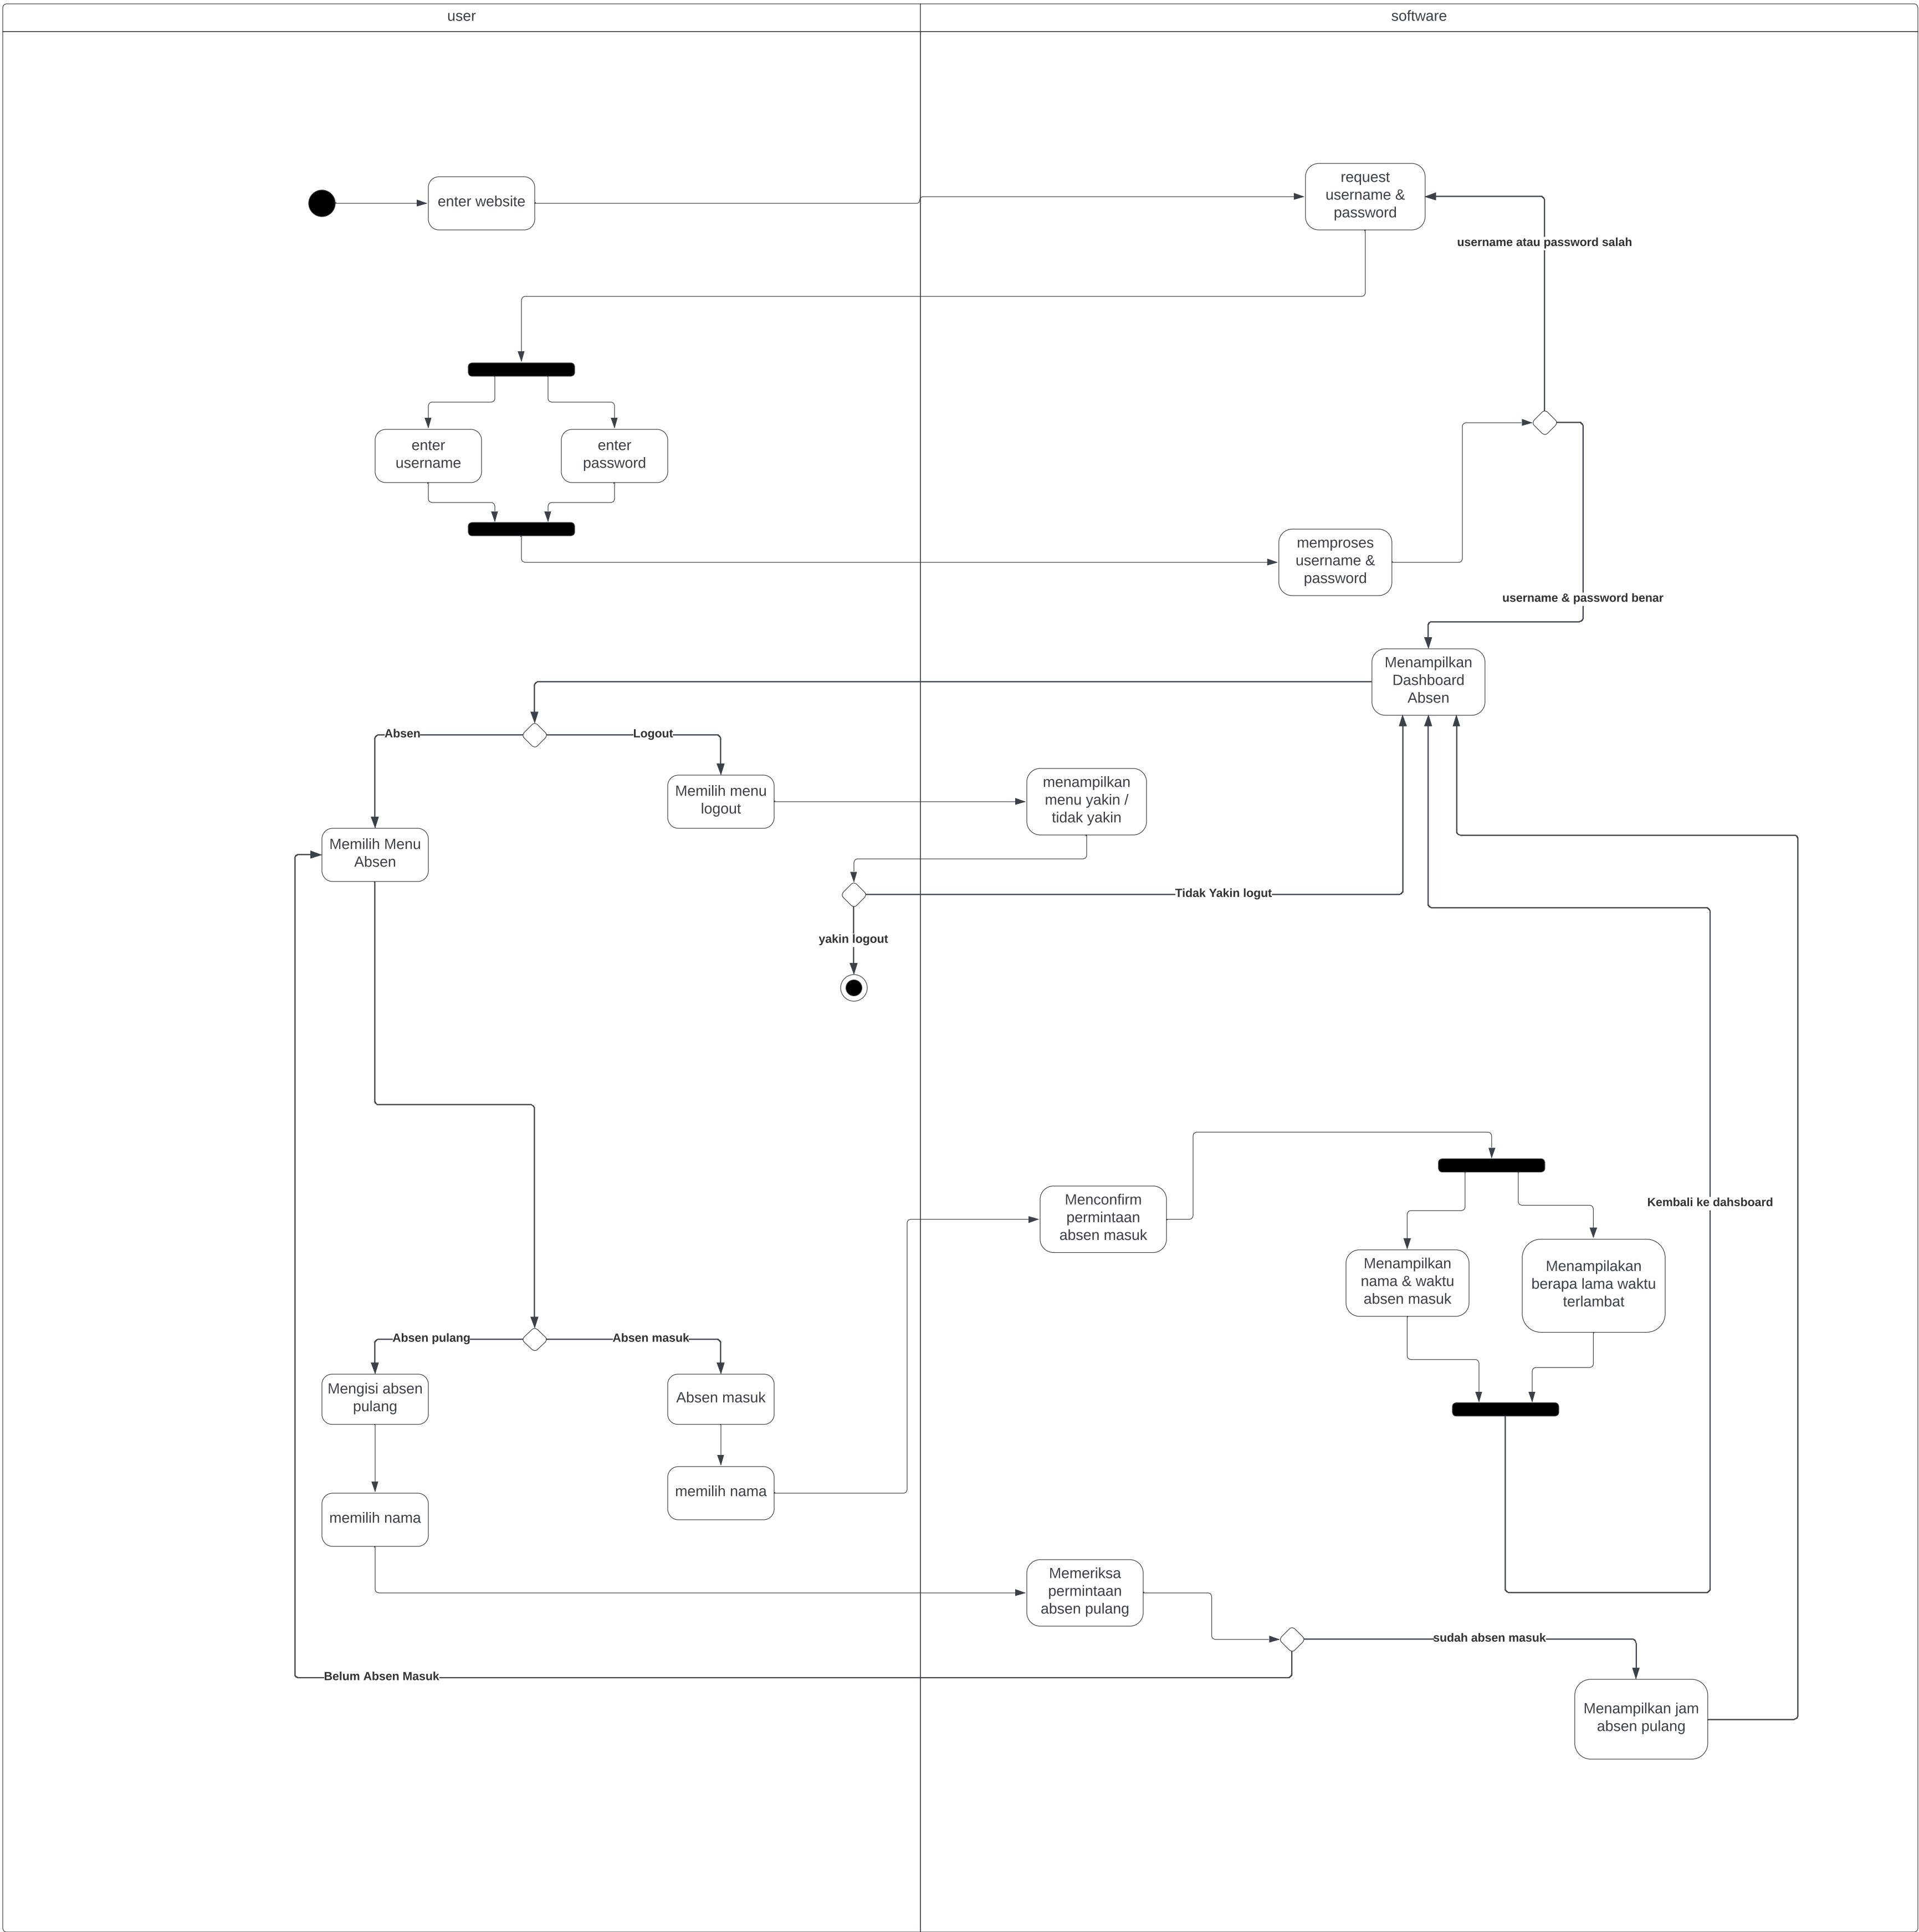 user
software
enter website
request
username &
password
username atau password salah
enter
username
enter
password
memproses
username &
password
username & password benar
Menampilkan
Dashboard
Absen
Absen
Logout
Memilih menu
logout
menampilkan
menu yakin /
tidak yakin
Memilih Menu
Absen
Tidak Yakin logut
yakin logout
Menconfirm
permintaan
absen masuk
Kembali ke dahsboard
Menampilkan
nama & waktu
absen masuk
Menampilakan
berapa lama waktu
terlambat
Absen pulang
Absen masuk
Mengisi absen
pulang
Absen masuk
memilih nama
memilih nama
Memeriksa
permintaan
absen pulang
sudah absen masuk
Belum Absen Masuk
Menampilkan jam
absen pulang